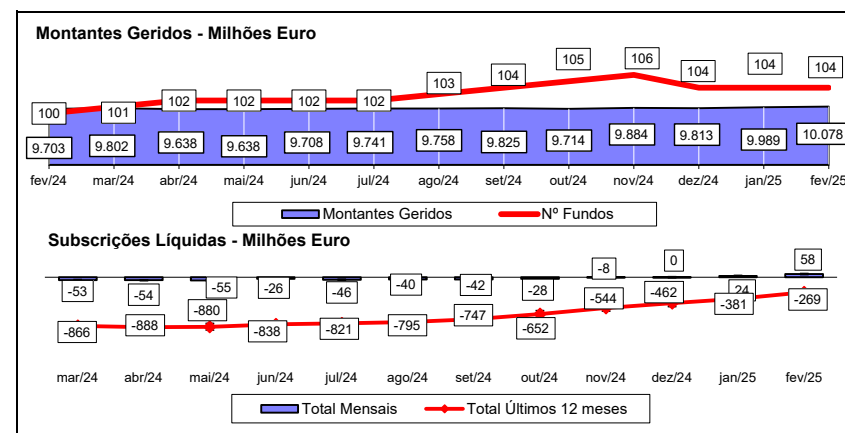 Montantes Geridos - Milhões Euro
100 101 102 102 102 102 103 104 105 106 104 104 104
9.703 9.802 9.638 9.638 9.708 9.741 9.758 9.825 9.714 9.884 9.813 9.989 10.078
fev/24 mar/24 abr/24 mai/24 jun/24 jul/24 ago/24 set/24 out/24 nov/24 dez/24 jan/25 fev/25
Montantes Geridos Nº Fundos
Subscrições Líquidas - Milhões Euro
-53 -54 -55 -26 -46 -40 -42 -28 -8 0 24 58
-866 -888 -880 -838 -821 -795 -747 -652 -544 -462 -381 -269
mar/24 abr/24 mai/24 jun/24 jul/24 ago/24 set/24 out/24 nov/24 dez/24 jan/25 fev/25
Total Mensais Total Últimos 12 meses